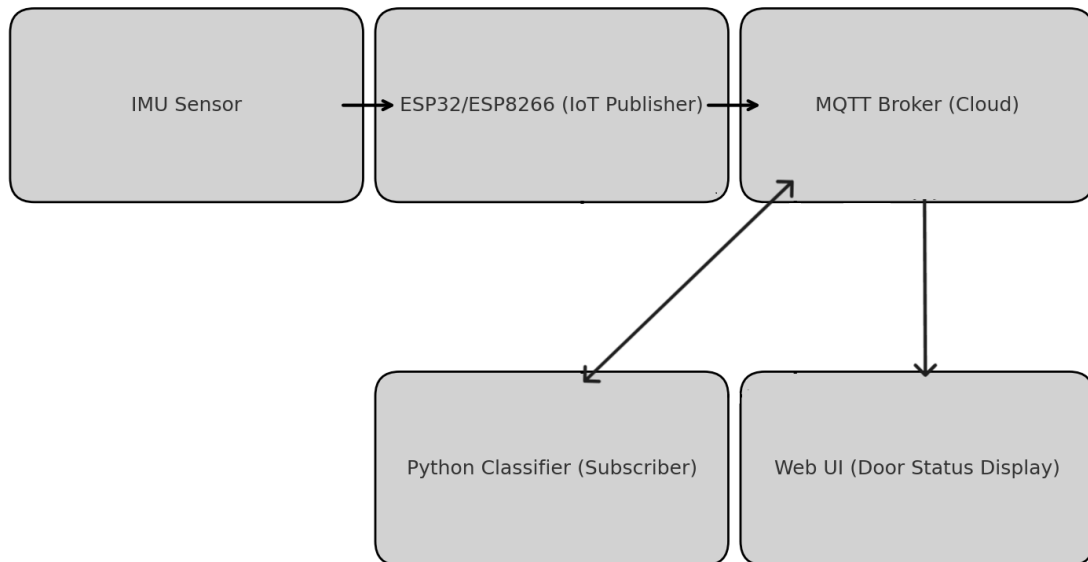 IMU Sensor
ESP32/ESP8266 (IoT Publisher)
MQTT Broker (Cloud)
Python Classifier (Subscriber)
Web UI (Door Status Display)